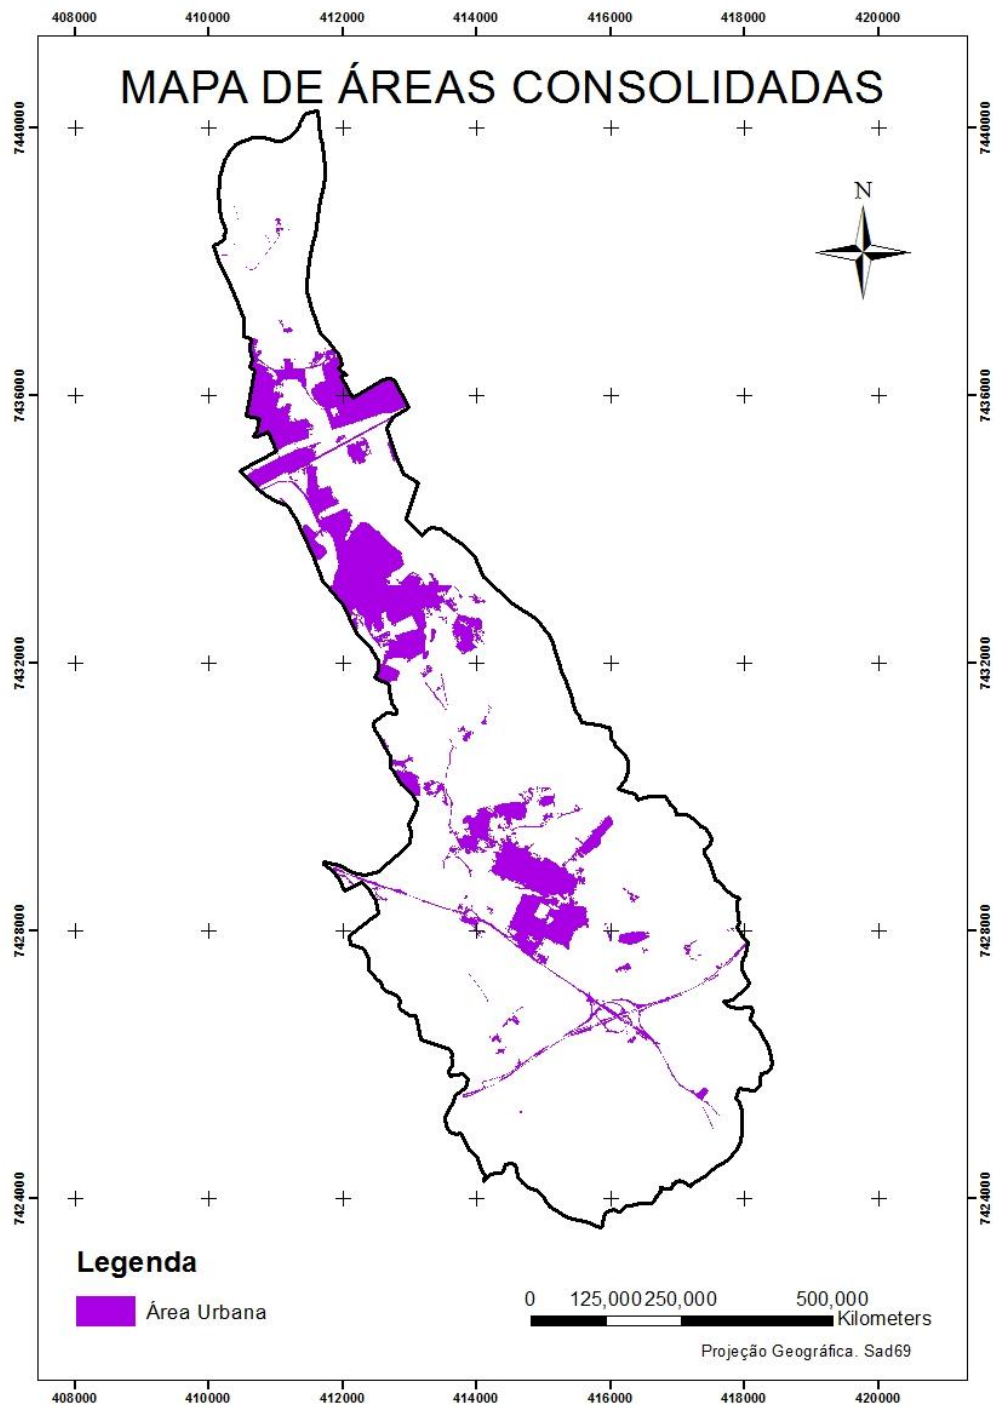 408000 410000 412000 414000 416000 418000 420000
MAPA DE ÁREAS CONSOLIDADAS
7440000 7440000
N
7436000 7436000
7432000 7432000
7428000 7428000
7424000 7424000
Legenda
Área Urbana
0 125,000 250,000 500,000
Kilometers
Projeção Geográfica. Sad69
408000 410000 412000 414000 416000 418000 420000